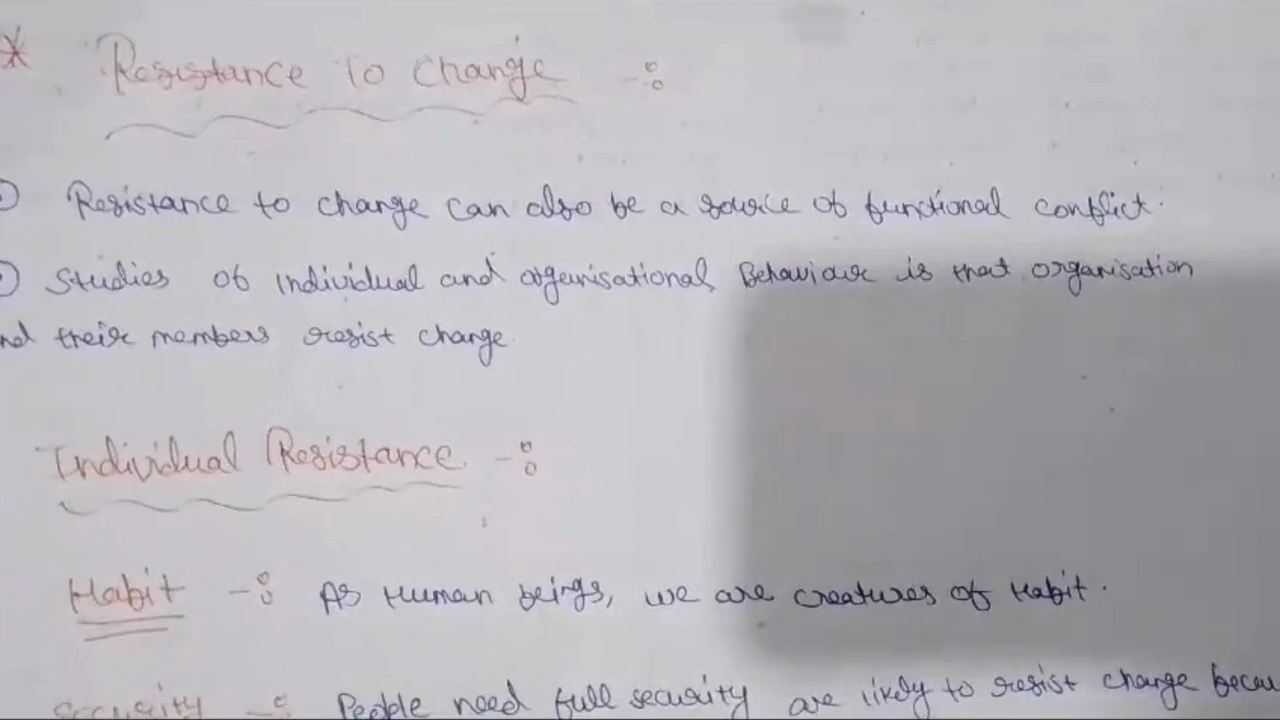 * Resistance To Change -:
Resistance to change can also be a source of functional conflict.
Studies of individual and organisational Behaviour is that organisation
their members resist change.
Individual Resistance -:
Habit -: As Human beings, we are creatures of Habit.
Security -: People need full security are likely to resist change becau